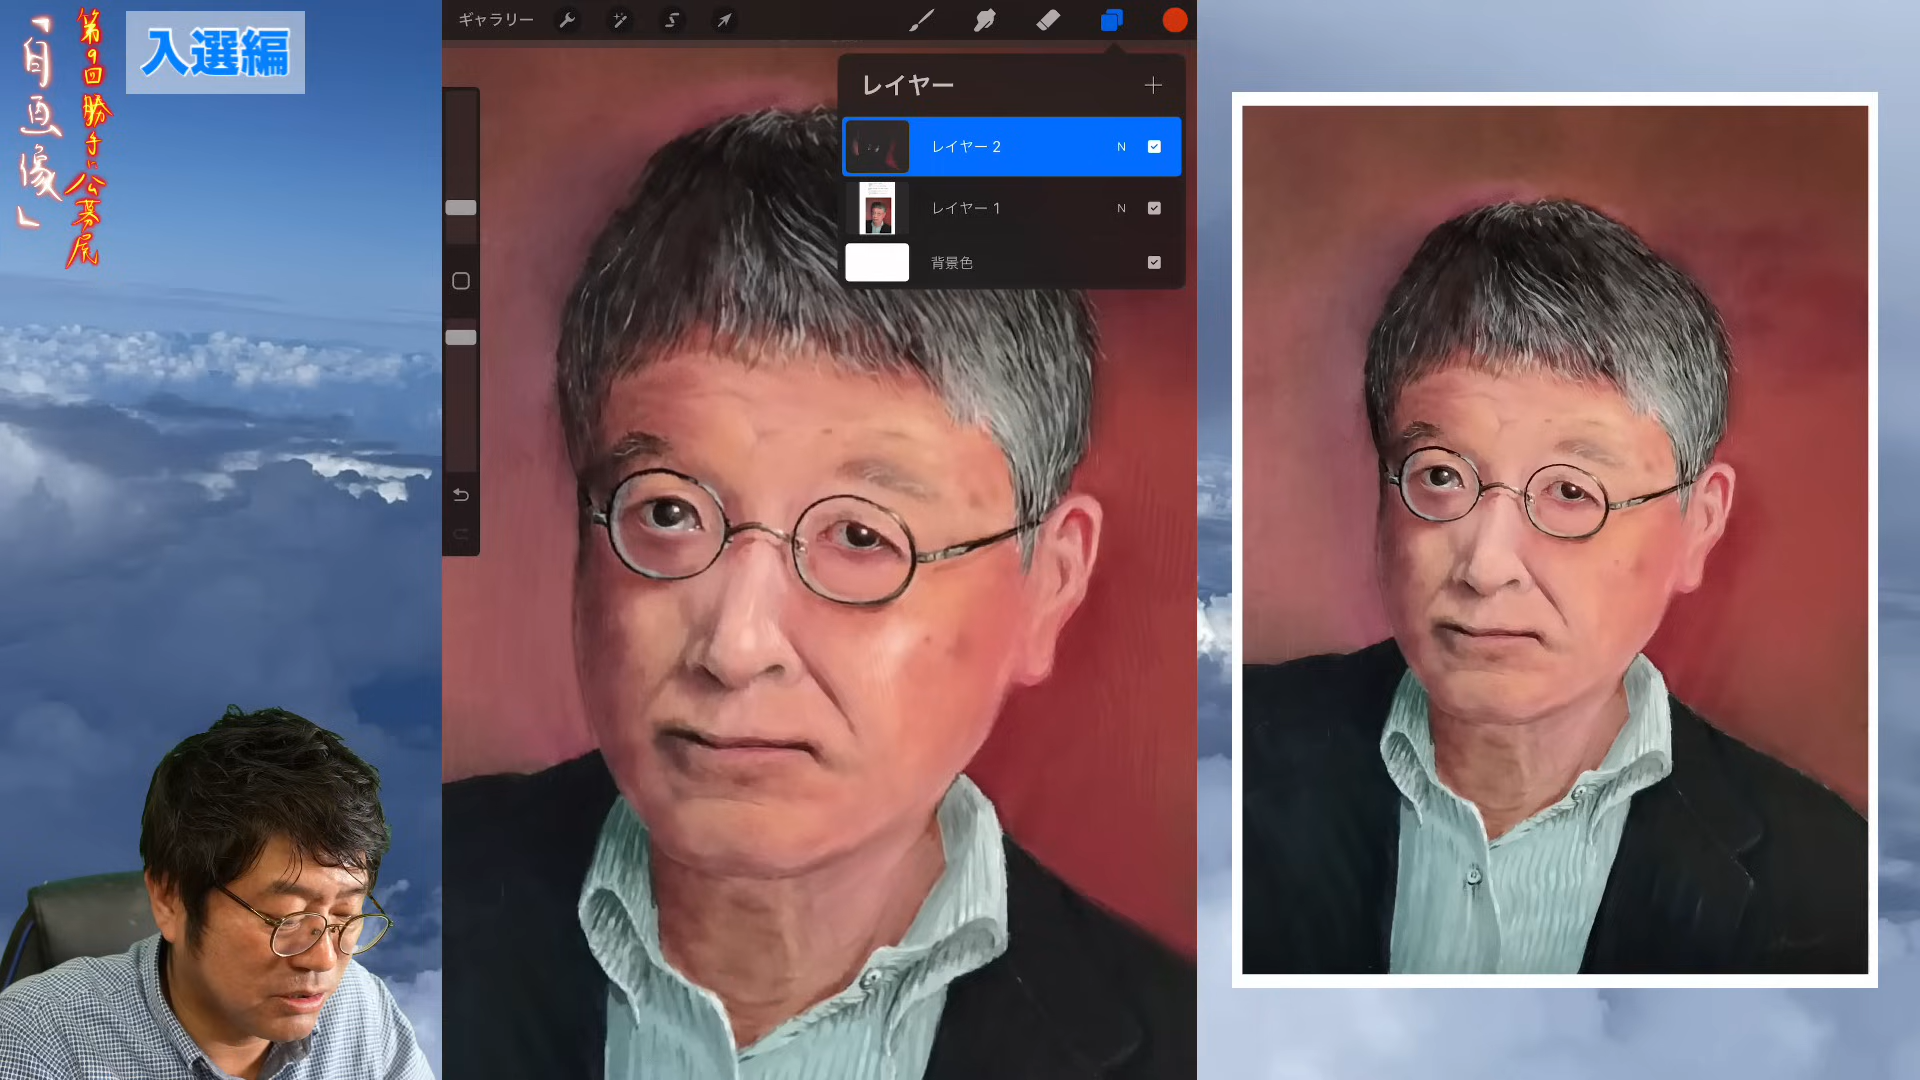 第9回勝手に公募展
「自画像」
入選編
ギャラリー
レイヤー
レイヤー 2
N
レイヤー 1
N
背景色